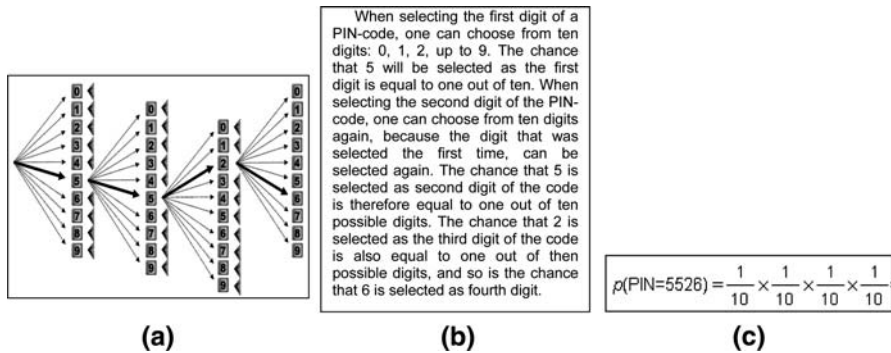 0
1
2
3
4
5
6
7
8
9
0
1
2
3
4
5
6
7
8
9
0
1
2
3
4
5
6
7
8
9
0
1
2
3
4
5
6
7
8
9
(a)
When selecting the first digit of a
PIN-code, one can choose from ten
digits: 0, 1, 2, up to 9. The chance
that 5 will be selected as the first
digit is equal to one out of ten. When
selecting the second digit of the PIN-
code, one can choose from ten digits
again, because the digit that was
selected the first time, can be
selected again. The chance that 5 is
selected as second digit of the code
is therefore equal to one out of ten
possible digits. The chance that 2 is
selected as the third digit of the code
is also equal to one out of then
possible digits, and so is the chance
that 6 is selected as fourth digit.
(b)
p(PIN=5526) = 1/10 × 1/10 × 1/10 × 1/10
(c)